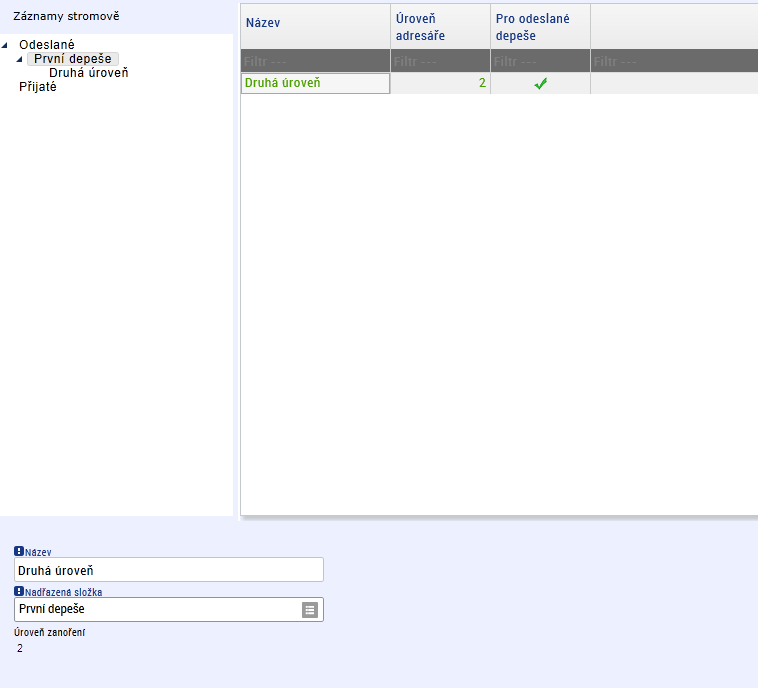 Záznamy stromově
Odeslané
První depeše
Druhá úroveň
Přijaté
Název
Úroveň
adresáře
Pro odeslané
depeše
Filtr ---
Filtr ---
Filtr ---
Filtr ---
Druhá úroveň
2
Název
Druhá úroveň
Nadřazená složka
První depeše
Úroveň zanoření
2